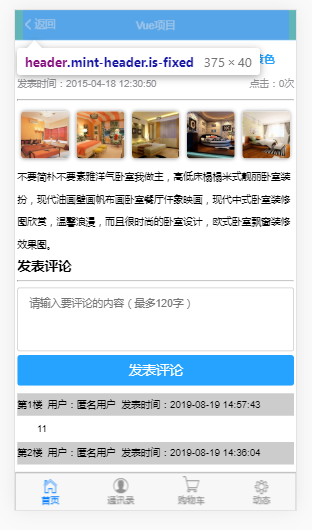 返回
Vue项目
header.mint-header.is-fixed 375 × 40
色
发表时间：2015-04-18 12:30:50 点击：0次
不要简朴不要素雅洋气卧室我做主，高低床榻榻米式靓丽卧室装
扮，现代油画壁画帆布画卧室餐厅仟象映画，现代中式卧室装修
图欣赏，温馨浪漫，而且很时尚的卧室设计，欧式卧室飘窗装修
效果图。
发表评论
请输入要评论的内容（最多120字）
发表评论
第1楼 用户：匿名用户 发表时间：2019-08-19 14:57:43
11
第2楼 用户：匿名用户 发表时间：2019-08-19 14:36:04
首页 通讯录 购物车 动态